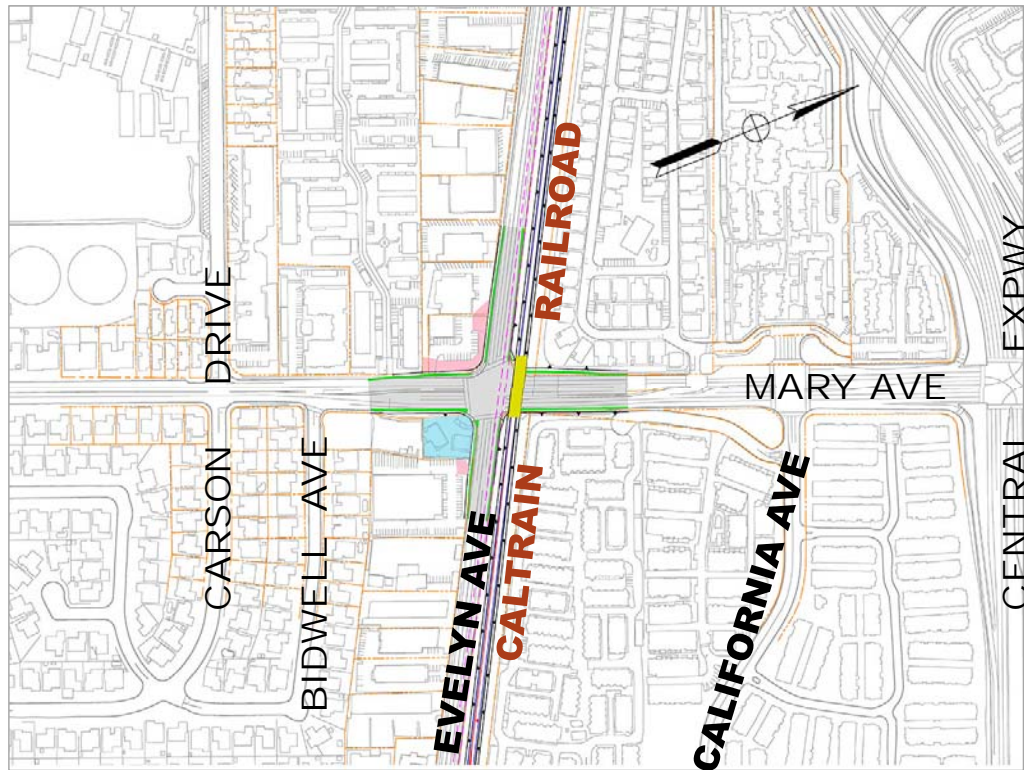 CARSON DRIVE
BIDWELL AVE
EVELYN AVE
CALTRAIN RAILROAD
MARY AVE
CALIFORNIA AVE
CENTRAL EXPWY